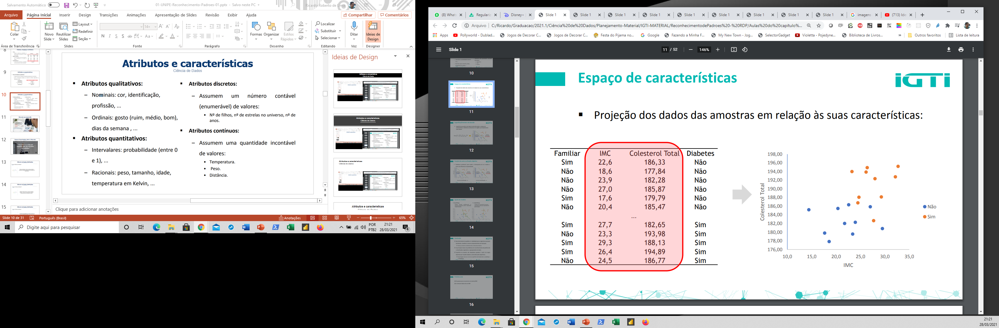 Salvamento Automático
01-UNIPE-Reconhecimento-Padroes-01.pptx - Salvo neste PC
Ricardo Roberto de Lima
Arquivo
Página Inicial
Inserir
Design
Transições
Animações
Apresentação de Slides
Revisão
Exibir
Ajuda
Compartilhar
Comentários
Colar
Novo Slide
Reutilizar Slides
Layout
Redefinir
Seção
14+
Formas
Organizar
Estilos Rápidos
Localizar
Substituir
Selecionar
Ditar
Ideias de Design
Área de Transferência
Slides
Fonte
Parágrafo
Desenho
Editando
Voz
Designer
8
9
10
11
12
13
14
15
Atributos e características
Ciência de Dados
▪ Atributos qualitativos:
– Nominais: cor, identificação,
profissão, ...
– Ordinais: gosto (ruim, médio, bom),
dias da semana , ...
▪ Atributos quantitativos:
– Intervalares: probabilidade (entre 0
e 1), ...
– Racionais: peso, tamanho, idade,
temperatura em Kelvin, ...
▪ Atributos discretos:
– Assumem um número contável
(enumerável) de valores:
• Nº de filhos, nº de estrelas no universo, nº de
anos.
▪ Atributos contínuos:
– Assumem uma quantidade incontável
de valores:
• Temperatura.
• Peso.
• Distância.
Ideias de Design
Atributos e características
Ciência de Dados
Atributos e características
Ciência de Dados
Atributos e características
Ciência de Dados
Atributos e características
Clique para adicionar anotações
Slide 10 de 31
Português (Brasil)
Anotações
65%
Digite aqui para pesquisar
POR
PTB2
21:21
28/03/2021
4
(8) Whats
Regulariz
Disney+
Slide 1
Slide 1
Slide 1
Slide 1
Slide 1
Slide 1
Slide 1
Slide 1
Slide 1
imagens
(713) Ide
Arquivo | C:/Ricardo/Graduacao/2021.1/Ciência%20de%20Dados/Planejamento-Material/IGTI-MATERIAL/ReconhecimentodePadroes%20-%20RDP/Aulas%20do%20capítulo%...
Apps
Pollyworld - Dublad...
Jogos de Decorar C...
Jogos de Decorar C...
Festa do Pijama no...
Google
Fazendo a Minha F...
My New Town - Jog...
SelectorGadget
Violetta - Pojedyne...
Biblioteca de Livros...
»
Outros favoritos
Lista de leitura
Slide 1
11 / 52
146%
10
11
12
13
14
15
16
Espaço de características
iGTi
▪ Projeção dos dados das amostras em relação às suas características:
Familiar IMC Colesterol Total Diabetes
Sim 22,6 186,33 Não
Não 18,6 177,84 Não
Não 23,9 182,28 Não
Não 27,0 185,87 Não
Sim 17,6 179,79 Não
Não 20,4 185,47 Não
...
Sim 27,7 182,65 Sim
Não 23,3 193,98 Sim
Sim 29,3 188,13 Sim
Sim 26,4 194,89 Sim
Não 24,5 186,77 Sim
Colesterol Total
198,00
196,00
194,00
192,00
190,00
188,00
186,00
184,00
182,00
180,00
178,00
176,00
10,0 15,0 20,0 25,0 30,0 35,0
IMC
Não
Sim
21:21
28/03/2021